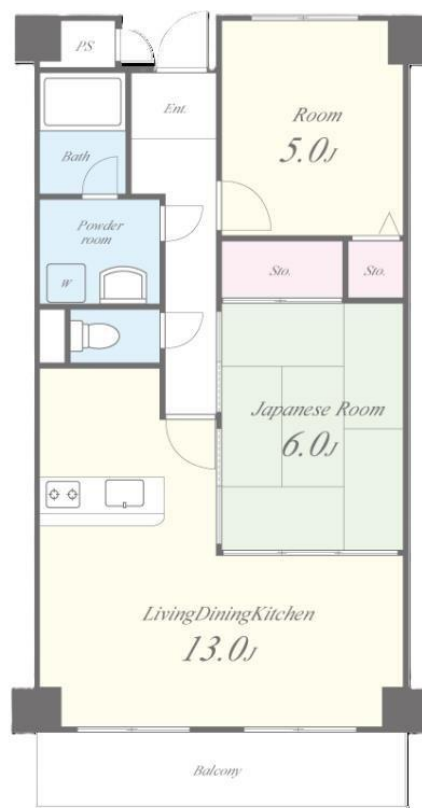 PS
Ent.
Room
5.0J
Bath
Powder
room
W
Sto.
Sto.
Japanese Room
6.0J
LivingDiningKitchen
13.0J
Balcony